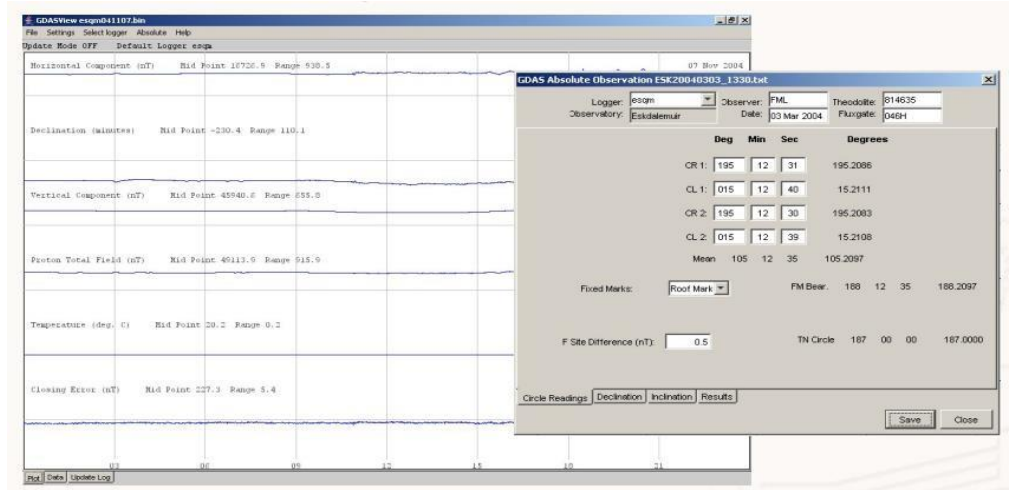 GDASView esqm041107.bin
File Settings Select logger Absolute Help
Update Mode OFF Default Logger esqm
Horizontal Component (nT) Mid Point 10728.9 Range 930.5
07 Nov 2004
Declination (minutes) Mid Point -230.4 Range 110.1
Vertical Component (nT) Mid Point 45940.6 Range 855.8
Proton Total Field (nT) Mid Point 49113.9 Range 915.9
Temperature (deg. C) Mid Point 20.2 Range 0.2
Closing Error (nT) Mid Point 227.3 Range 5.4
03 06 09 12 15 18 21
Plot Data Update Log
GDAS Absolute Observation ESK20040303_1330.txt
Logger: esqm Observer: FML Theodolite: 814635
Observatory: Eskdalemuir Date: 03 Mar 2004 Fluxgate: 046H
Deg Min Sec Degrees
CR 1: 195 12 31 195.2086
CL 1: 015 12 40 15.2111
CR 2: 195 12 30 195.2083
CL 2: 015 12 39 15.2108
Mean 105 12 35 105.2097
Fixed Marks: Roof Mark FM Bear. 188 12 35 188.2097
F Site Difference (nT): 0.5 TN Circle 187 00 00 187.0000
Circle Readings Declination Inclination Results
Save Close